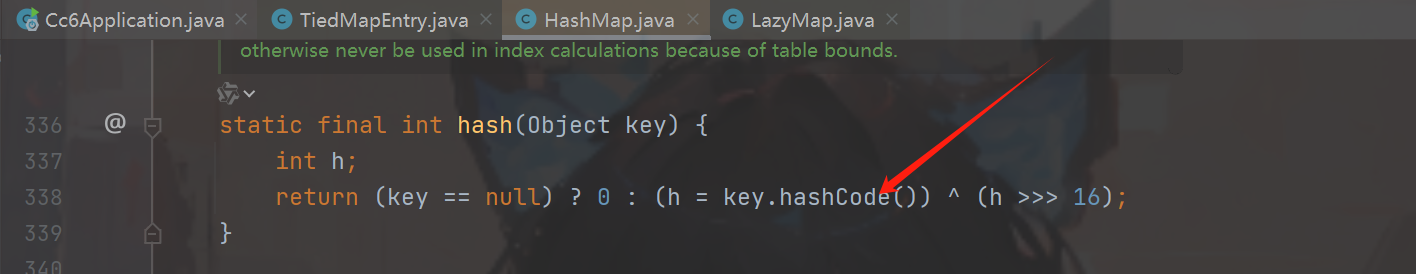 Cc6Application.java TiedMapEntry.java HashMap.java LazyMap.java
otherwise never be used in index calculations because of table bounds.
336 @ static final int hash(Object key) {
337 int h;
338 return (key == null) ? 0 : (h = key.hashCode()) ^ (h >>> 16);
339 }
340